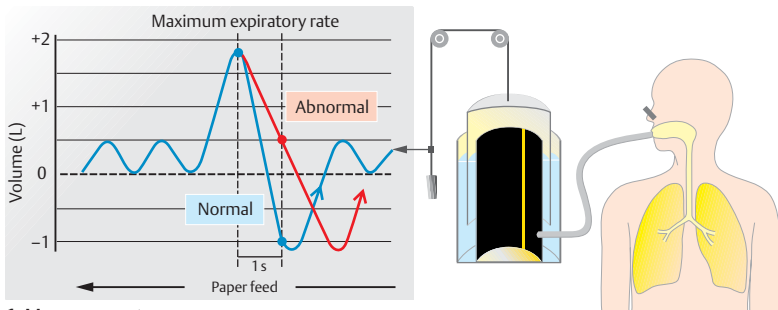 Maximum expiratory rate
+2
+1
0
−1
Volume (L)
Abnormal
Normal
1 s
Paper feed